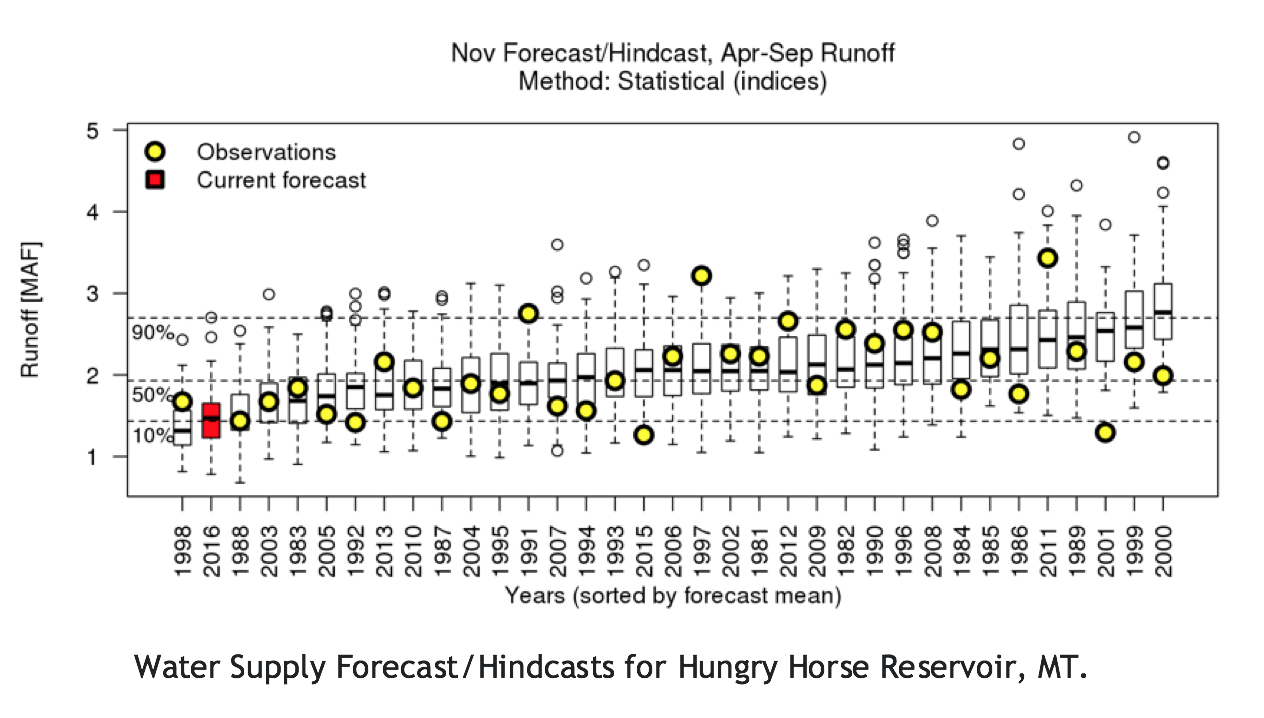 Nov Forecast/Hindcast, Apr-Sep Runoff
Method: Statistical (indices)
Observations
Current forecast
Runoff [MAF]
5
4
3
2
1
90%
50%
10%
1998 2016 1988 2003 1983 2005 1992 2013 2010 1987 2004 1995 1991 2007 1994 1993 2015 2006 1997 2002 1981 2012 2009 1982 1990 1996 2008 1984 1985 1986 2011 1989 2001 1999 2000
Years (sorted by forecast mean)
Water Supply Forecast/Hindcasts for Hungry Horse Reservoir, MT.